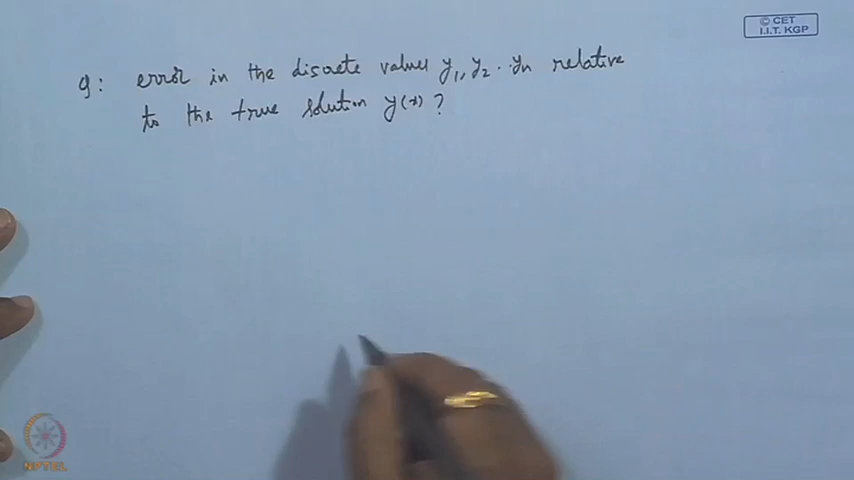 © CET
I.I.T. KGP
g: error in the discrete values y₁, y₂ . yₙ relative
to the true solution y(x) ?
NPTEL